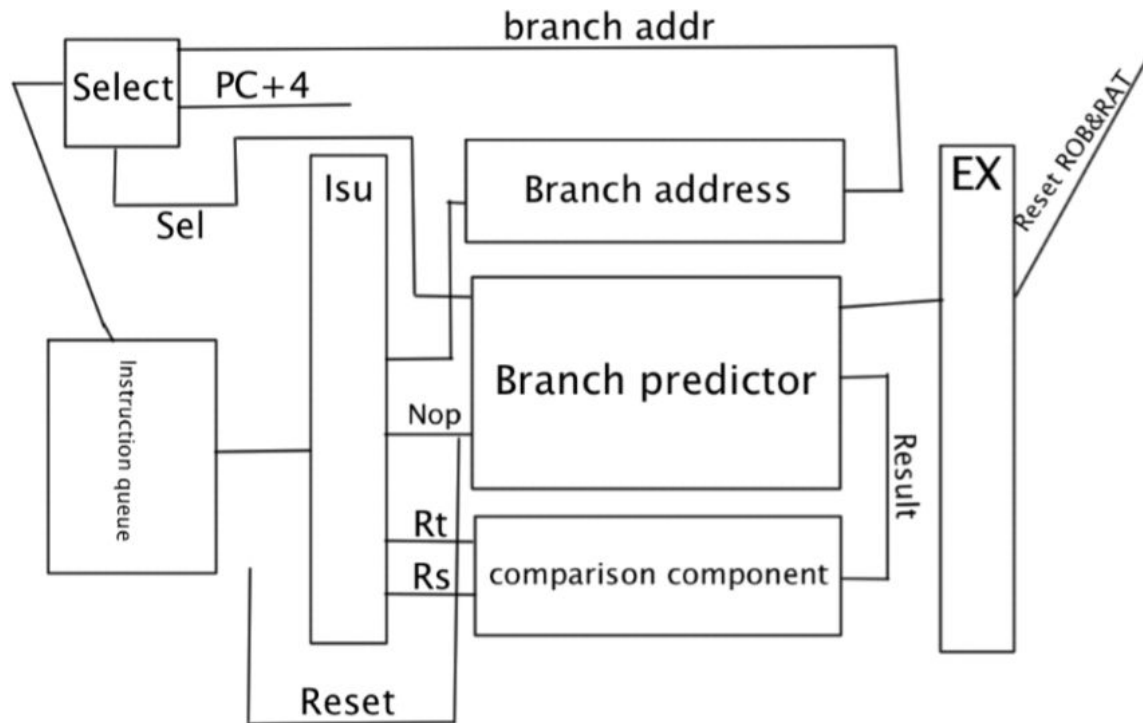 branch addr
Select
PC+4
Sel
Isu
Branch address
EX
Reset ROB&RAT
Instruction queue
Branch predictor
Nop
Result
Rt
Rs
comparison component
Reset